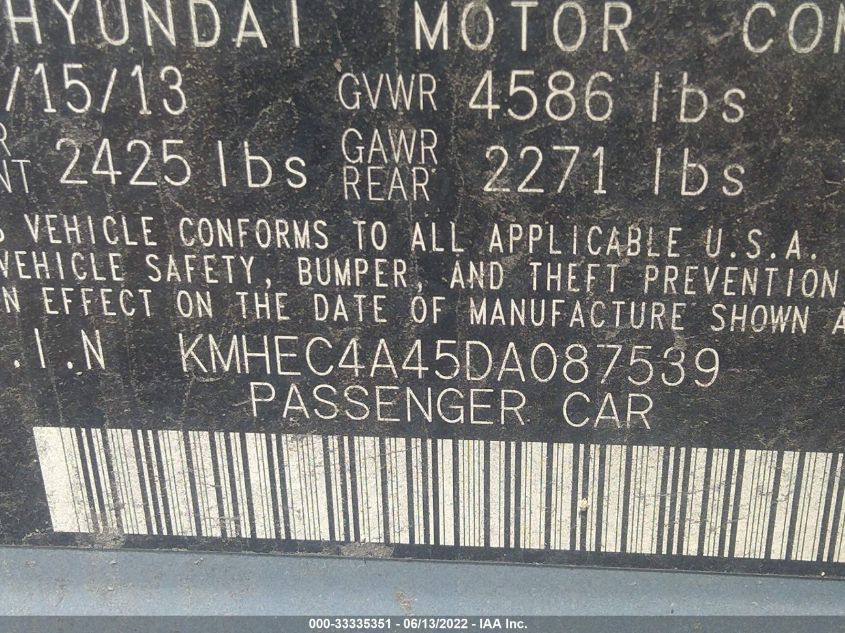 HYUNDAI MOTOR COM
/15/13 GVWR 4586 lbs
NT 2425 lbs GAWR REAR 2271 lbs
S VEHICLE CONFORMS TO ALL APPLICABLE U.S.A.
VEHICLE SAFETY, BUMPER, AND THEFT PREVENTION
N EFFECT ON THE DATE OF MANUFACTURE SHOWN A
.I.N KMHEC4A45DA087539
PASSENGER CAR
000-33335351 - 06/13/2022 - IAA Inc.